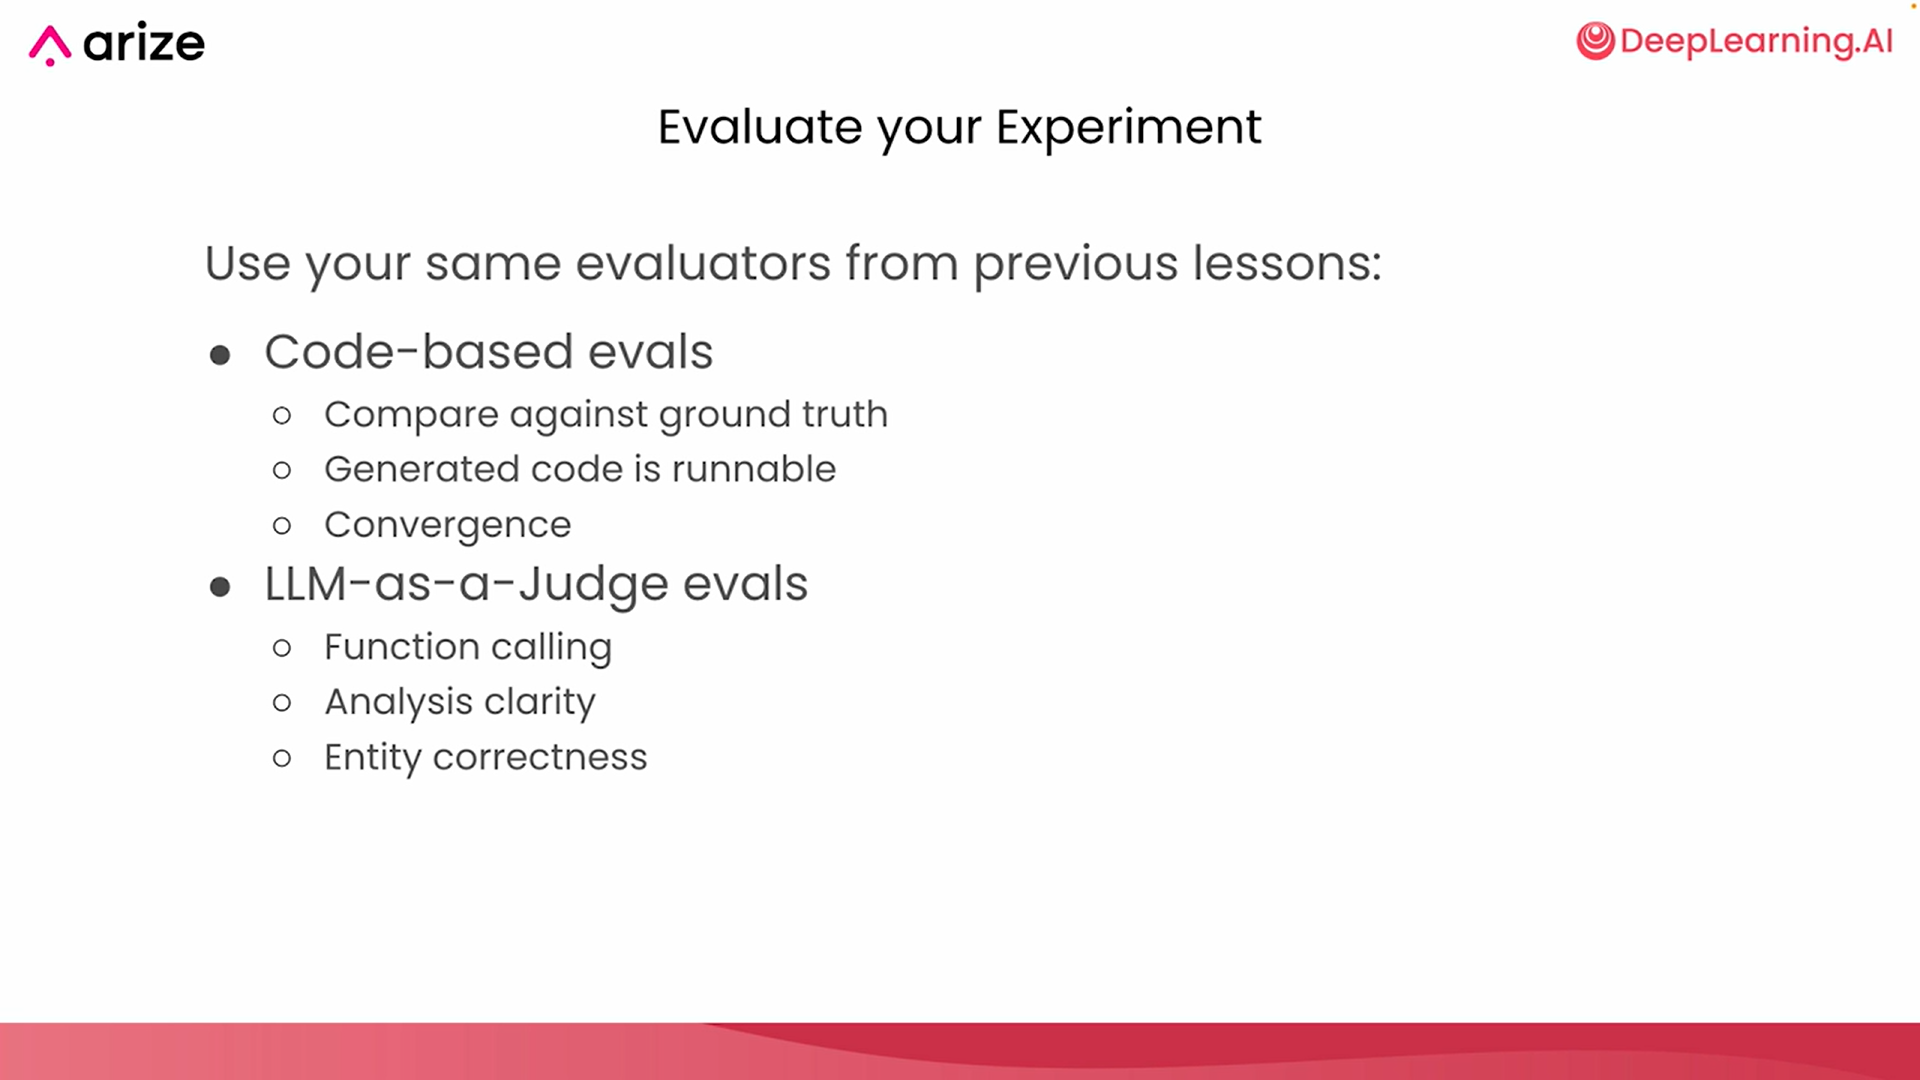 arize
DeepLearning.AI
Evaluate your Experiment
Use your same evaluators from previous lessons:
● Code-based evals
○ Compare against ground truth
○ Generated code is runnable
○ Convergence
● LLM-as-a-Judge evals
○ Function calling
○ Analysis clarity
○ Entity correctness